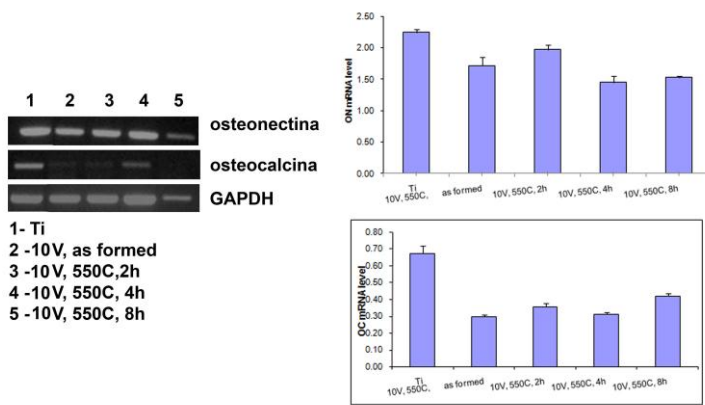 1 2 3 4 5
osteonectina
osteocalcina
GAPDH
1- Ti
2 -10V, as formed
3 -10V, 550C,2h
4 -10V, 550C, 4h
5 -10V, 550C, 8h
ON mRNA level
2.50
2.00
1.50
1.00
0.50
0.00
Ti
10V, 550C,
as formed
10V, 550C, 2h
10V, 550C, 4h
10V, 550C, 8h
OC mRNA level
0.80
0.70
0.60
0.50
0.40
0.30
0.20
0.10
0.00
Ti
10V, 550C,
as formed
10V, 550C, 2h
10V, 550C, 4h
10V, 550C, 8h